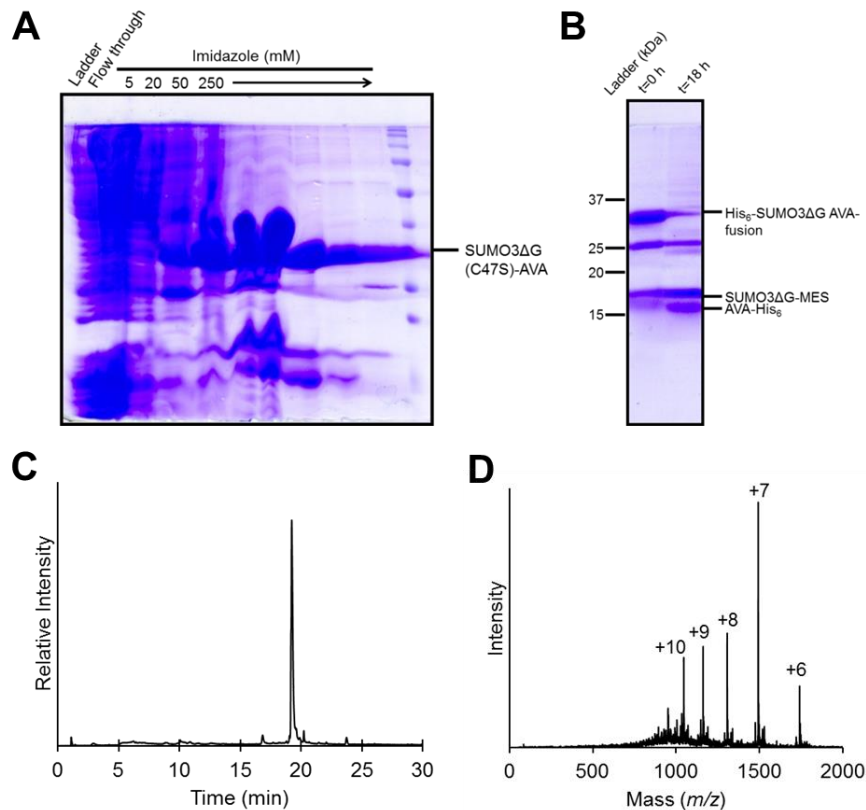 A
Ladder
Flow through
Imidazole (mM)
5 20 50 250
SUMO3ΔG
(C47S)-AVA
B
Ladder (kDa)
t=0 h
t=18 h
37
25
20
15
His₆-SUMO3ΔG AVA-
fusion
SUMO3ΔG-MES
AVA-His₆
C
Relative Intensity
0 5 10 15 20 25 30
Time (min)
D
Intensity
+10 +9 +8 +7 +6
0 500 1000 1500 2000
Mass (m/z)